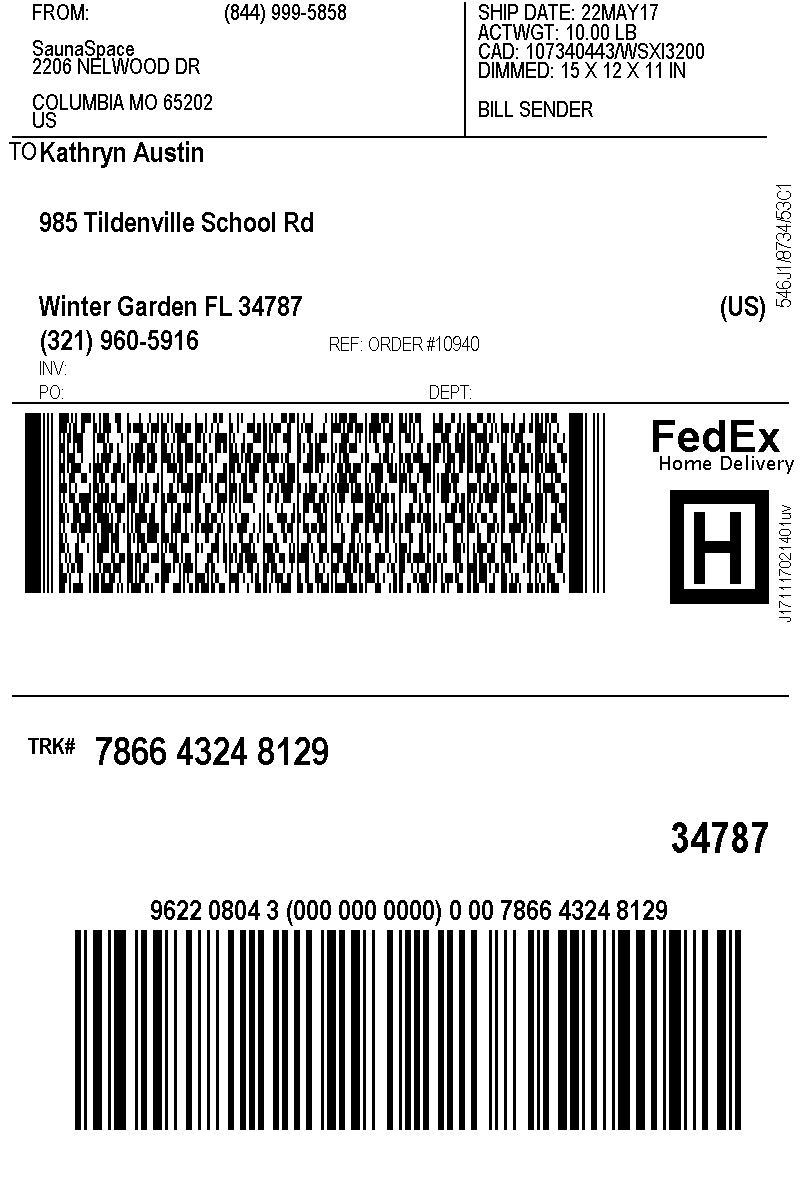 FROM: (844) 999-5858
SaunaSpace
2206 NELWOOD DR
COLUMBIA MO 65202
US
SHIP DATE: 22MAY17
ACTWGT: 10.00 LB
CAD: 107340443/WSXI3200
DIMMED: 15 X 12 X 11 IN
BILL SENDER
TO Kathryn Austin
985 Tildenville School Rd
Winter Garden FL 34787 (US)
(321) 960-5916 REF: ORDER #10940
INV:
PO: DEPT:
546J1/8734/53C1
FedEx
Home Delivery
H
J171117021401uv
TRK# 7866 4324 8129
34787
9622 0804 3 (000 000 0000) 0 00 7866 4324 8129